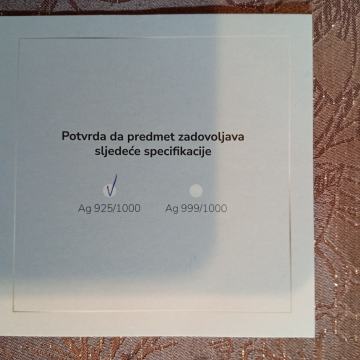 Potvrda da predmet zadovoljava
sljedeće specifikacije
Ag 925/1000 Ag 999/1000